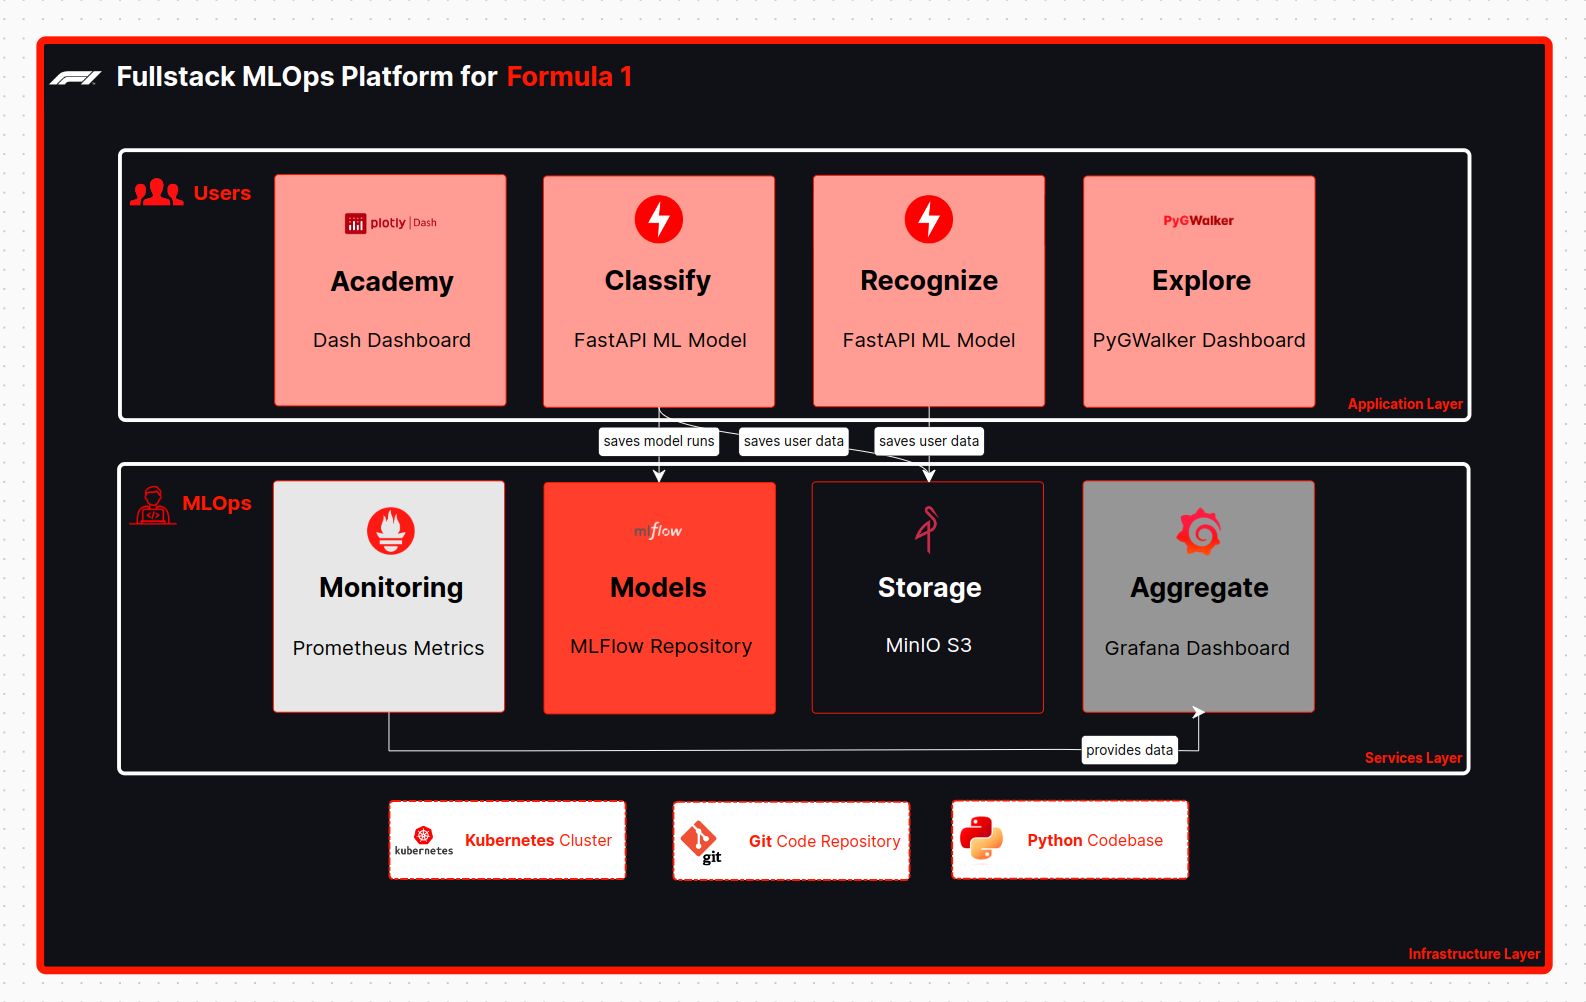 Fullstack MLOps Platform for Formula 1
Users
plotly | Dash
Academy
Dash Dashboard
Classify
FastAPI ML Model
Recognize
FastAPI ML Model
PyGWalker
Explore
PyGWalker Dashboard
Application Layer
saves model runs
saves user data
saves user data
MLOps
Monitoring
Prometheus Metrics
mlflow
Models
MLFlow Repository
Storage
MinIO S3
Aggregate
Grafana Dashboard
provides data
Services Layer
kubernetes
Kubernetes Cluster
git
Git Code Repository
Python Codebase
Infrastructure Layer